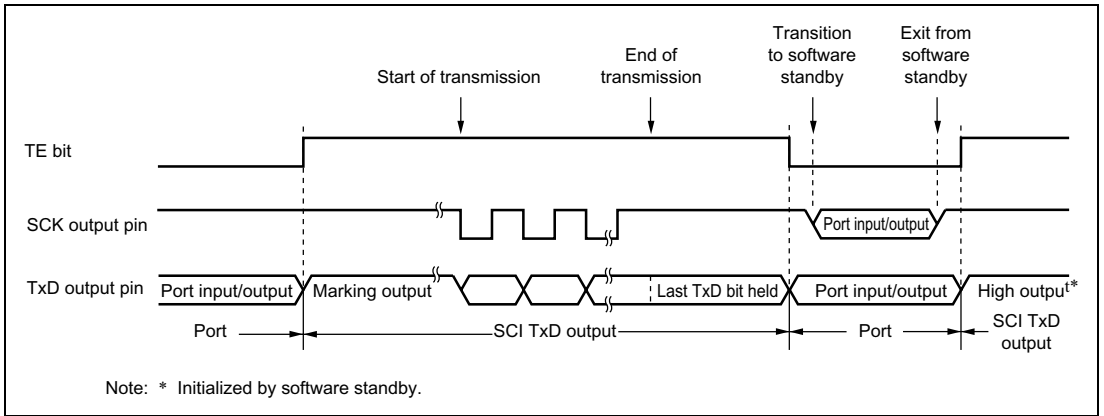 Transition
to software
standby
Exit from
software
standby
End of
transmission
Start of transmission
TE bit
SCK output pin
Port input/output
TxD output pin
Port input/output
Marking output
Last TxD bit held
Port input/output
High output*
Port
SCI TxD output
Port
SCI TxD
output
Note: * Initialized by software standby.